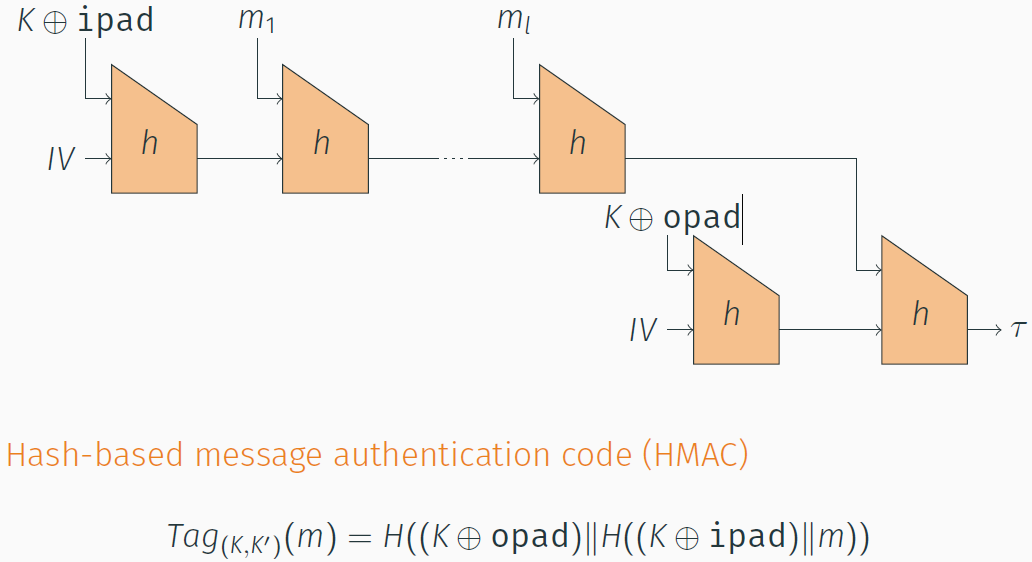 K ⊕ ipad m₁ mₗ
h h h
IV ····
K ⊕ opad
h h
IV τ
Hash-based message authentication code (HMAC)
Tag₍K,K′₎(m) = H((K ⊕ opad)‖H((K ⊕ ipad)‖m))